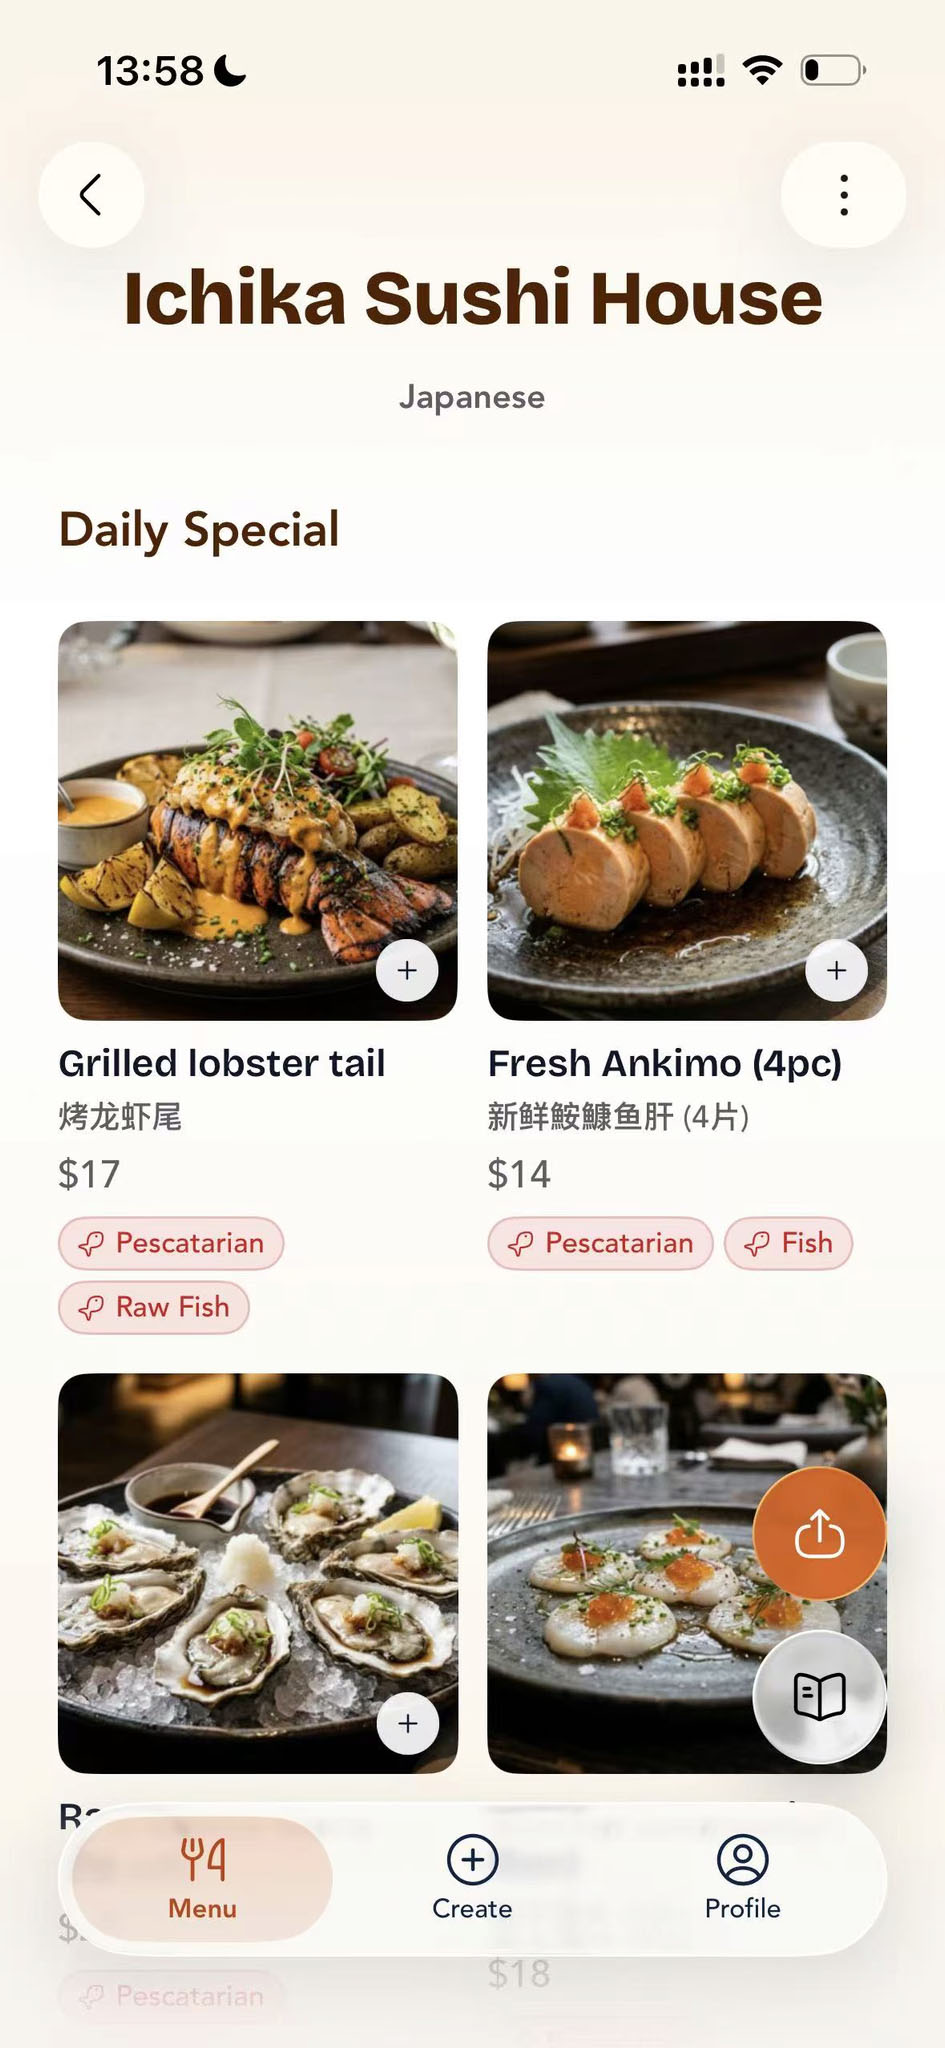 13:58
Ichika Sushi House
Japanese
Daily Special
Grilled lobster tail
烤龙虾尾
$17
Pescatarian
Raw Fish
Fresh Ankimo (4pc)
新鲜鮟鱇鱼肝 (4片)
$14
Pescatarian
Fish
$18
Pescatarian
Menu
Create
Profile